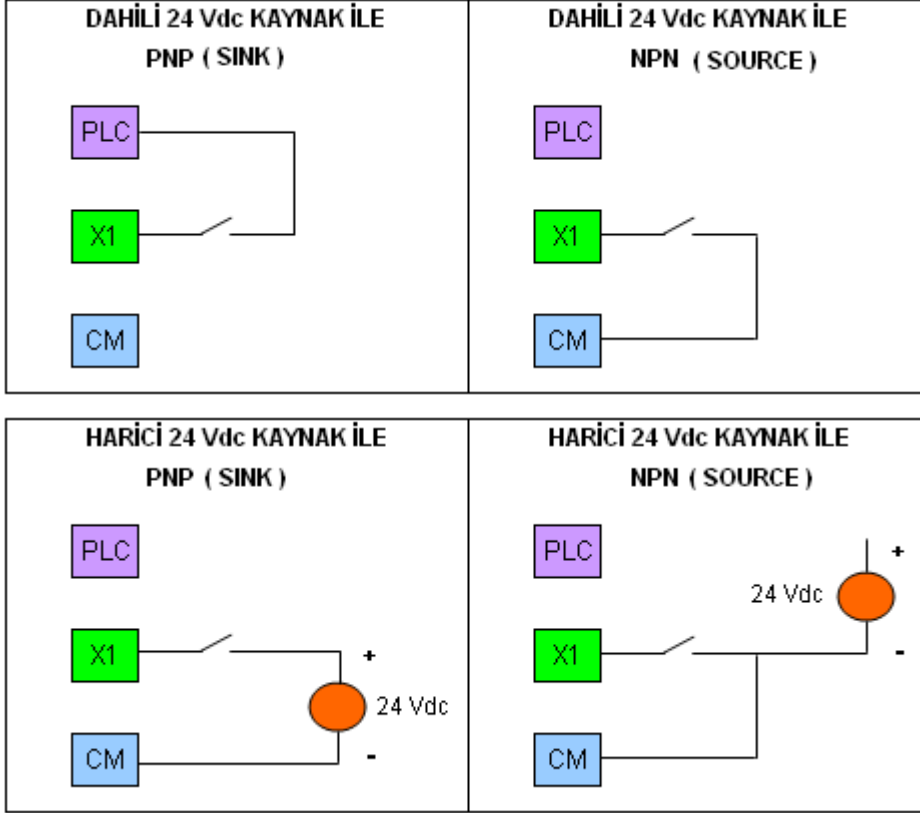 DAHİLİ 24 Vdc KAYNAK İLE
PNP ( SINK )
PLC
X1
CM
DAHİLİ 24 Vdc KAYNAK İLE
NPN ( SOURCE )
PLC
X1
CM
HARİCİ 24 Vdc KAYNAK İLE
PNP ( SINK )
PLC
X1
+
24 Vdc
CM
-
HARİCİ 24 Vdc KAYNAK İLE
NPN ( SOURCE )
PLC
+
24 Vdc
X1
-
CM